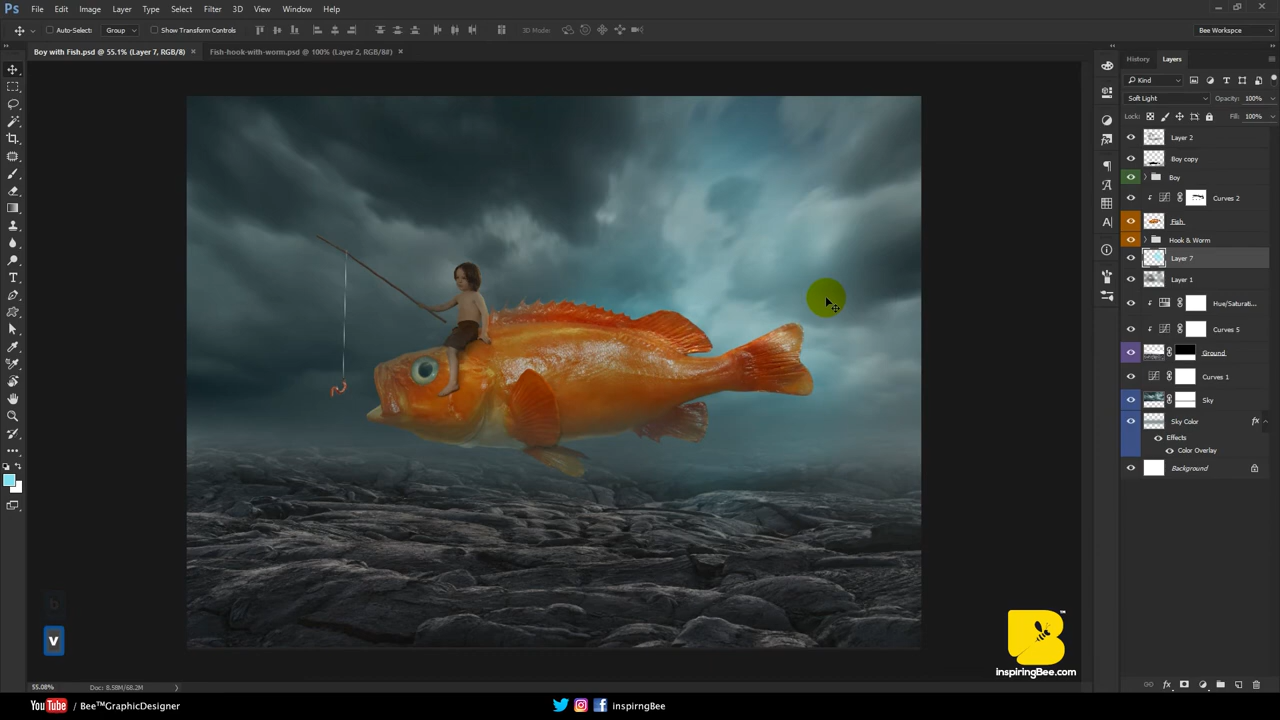 Ps File Edit Image Layer Type Select Filter 3D View Window Help
Auto-Select: Group Show Transform Controls 3D Mode: Bee Workspce
Boy with Fish.psd @ 55.1% (Layer 7, RGB/8) × Fish-hook-with-worm.psd @ 100% (Layer 2, RGB/8#) ×
History Layers
Kind
Soft Light Opacity: 100%
Lock: Fill: 100%
Layer 2
Boy copy
Boy
Curves 2
Fish
Hook & Worm
Layer 7
Layer 1
Hue/Saturati...
Curves 5
Ground
Curves 1
Sky
Sky Color fx
Effects
Color Overlay
Background
b
v
B™
inspiringBee.com
55.08% Doc: 8.58M/68.2M
YouTube / Bee™GraphicDesigner inspirngBee